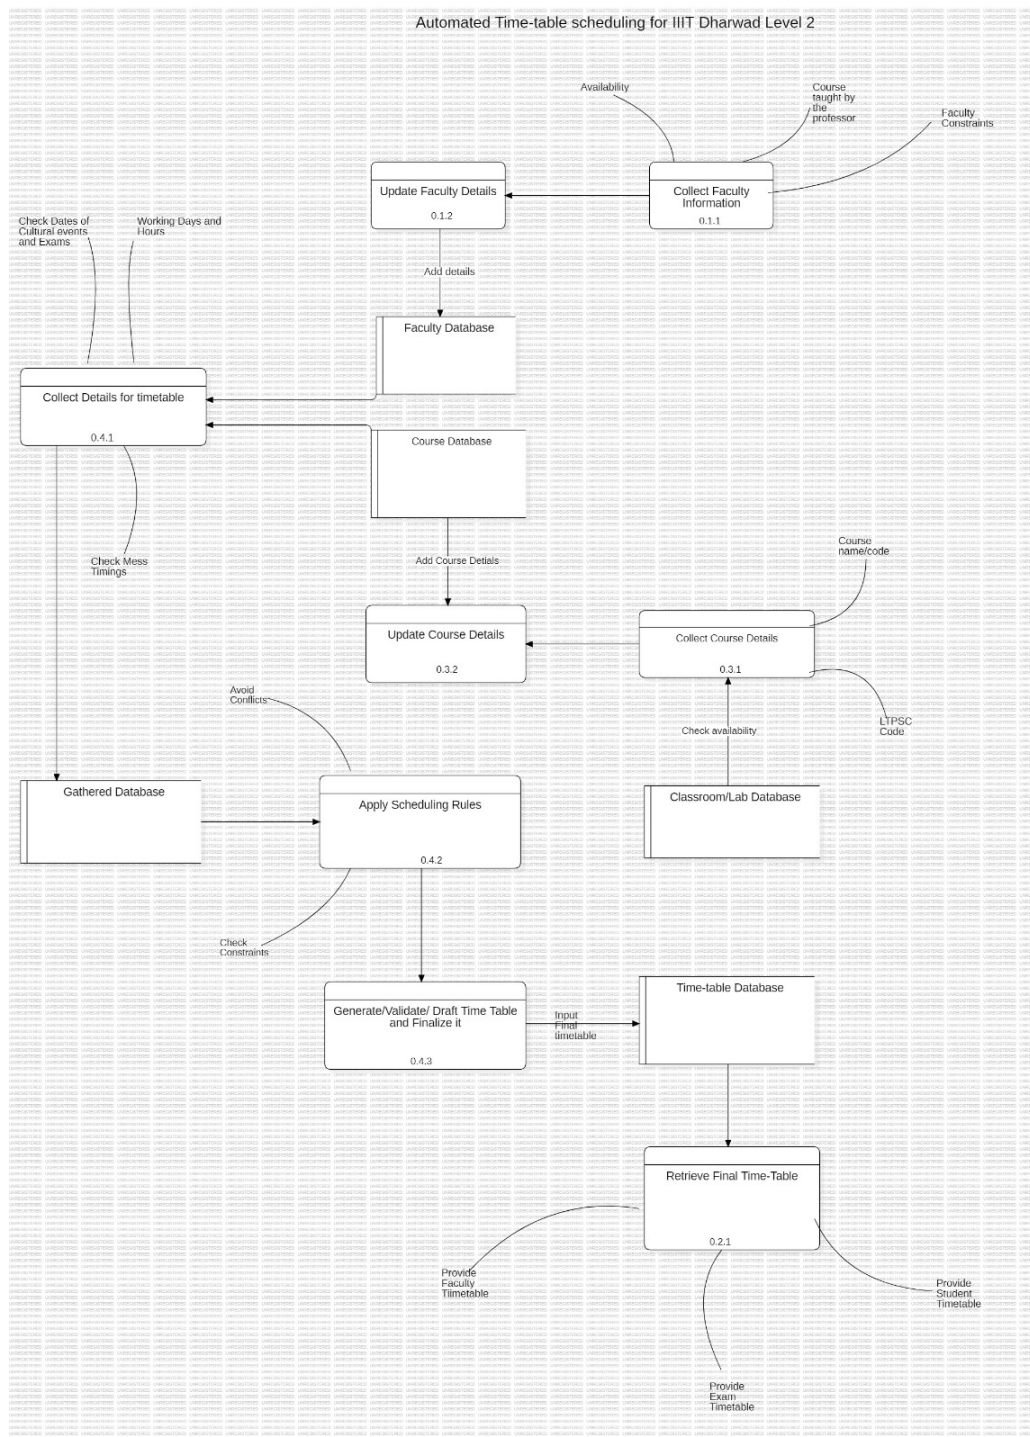 Automated Time-table scheduling for IIIT Dharwad Level 2
Availability
Course
taught by
the
professor
Faculty
Constraints
Update Faculty Details
0.1.2
Collect Faculty
Information
0.1.1
Check Dates of
Cultural events
and Exams
Working Days and
Hours
Add details
Faculty Database
Collect Details for timetable
0.4.1
Course Database
Check Mess
Timings
Add Course Detials
Course
name/code
Update Course Details
0.3.2
Collect Course Details
0.3.1
Avoid
Conflicts
LTPSC
Code
Check availability
Gathered Database
Apply Scheduling Rules
0.4.2
Classroom/Lab Database
Check
Constraints
Generate/Validate/ Draft Time Table
and Finalize it
0.4.3
Input
Final
timetable
Time-table Database
Retrieve Final Time-Table
0.2.1
Provide
Faculty
Tiimetable
Provide
Student
Timetable
Provide
Exam
Timetable